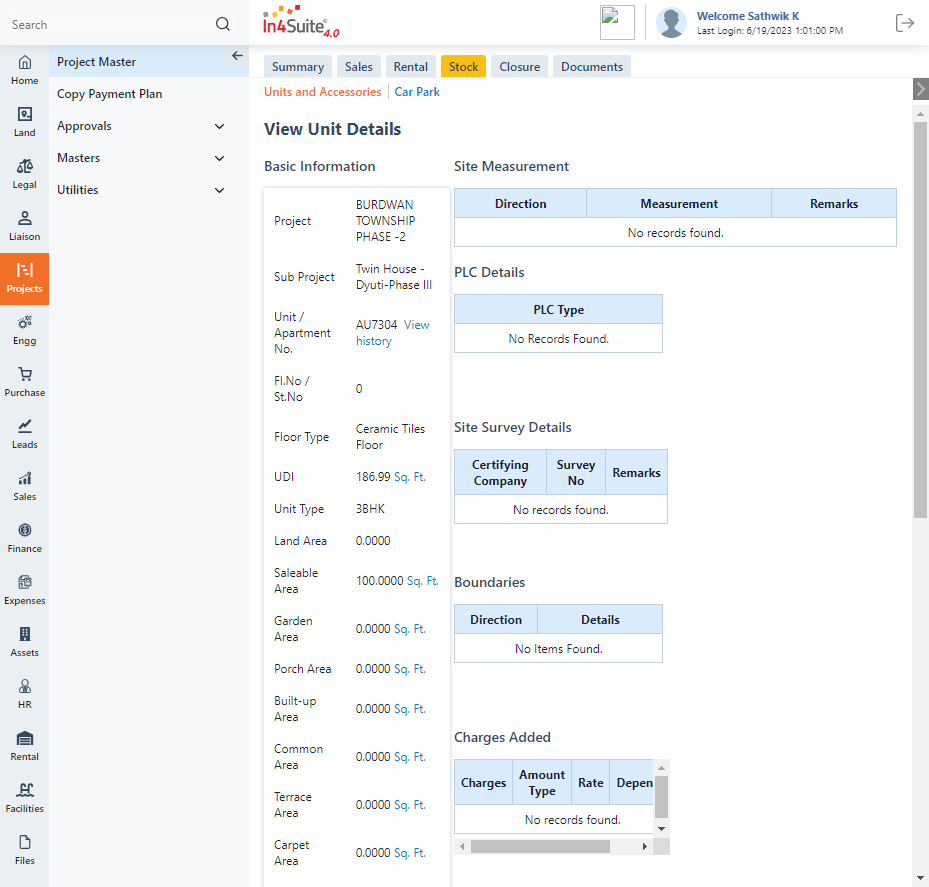 Search
In4Suite® 4.0
Welcome Sathwik K
Last Login: 6/19/2023 1:01:00 PM
Home
Land
Legal
Liaison
Projects
Engg
Purchase
Leads
Sales
Finance
Expenses
Assets
HR
Rental
Facilities
Files
Project Master
Copy Payment Plan
Approvals
Masters
Utilities
Summary Sales Rental Stock Closure Documents
Units and Accessories Car Park
View Unit Details
Basic Information
Project
BURDWAN
TOWNSHIP
PHASE -2
Sub Project
Twin House -
Dyuti-Phase III
Unit /
Apartment
No.
AU7304 View
history
Fl.No /
St.No
0
Floor Type
Ceramic Tiles
Floor
UDI 186.99 Sq. Ft.
Unit Type 3BHK
Land Area 0.0000
Saleable
Area
100.0000 Sq. Ft.
Garden
Area
0.0000 Sq. Ft.
Porch Area 0.0000 Sq. Ft.
Built-up
Area
0.0000 Sq. Ft.
Common
Area
0.0000 Sq. Ft.
Terrace
Area
0.0000 Sq. Ft.
Carpet
Area
0.0000 Sq. Ft.
Site Measurement
Direction Measurement Remarks
No records found.
PLC Details
PLC Type
No Records Found.
Site Survey Details
Certifying
Company
Survey
No
Remarks
No records found.
Boundaries
Direction Details
No Items Found.
Charges Added
Charges
Amount
Type
Rate
Depen
No records found.